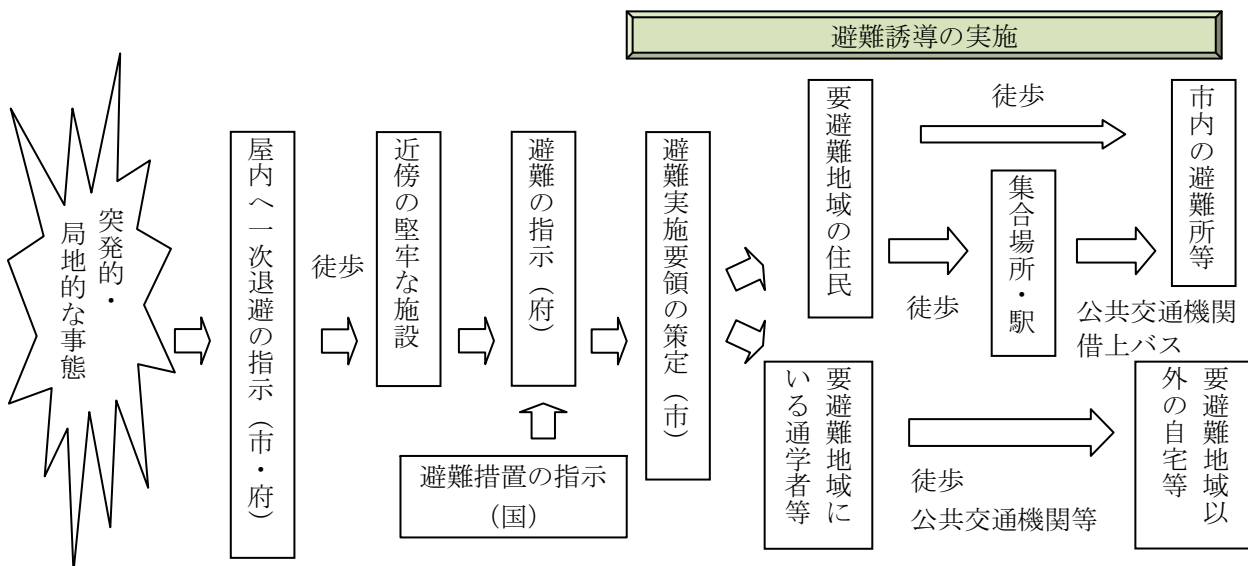 避難誘導の実施
突発的・
局地的な事態
屋内へ一次退避の指示（市・府）
徒歩
近傍の堅牢な施設
避難の指示（府）
避難措置の指示
（国）
避難実施要領の策定（市）
要避難地域の住民
徒歩
徒歩
集合場所・駅
公共交通機関
借上バス
市内の避難所等
要避難地域に
いる通学者等
徒歩
公共交通機関等
要避難地域以
外の自宅等